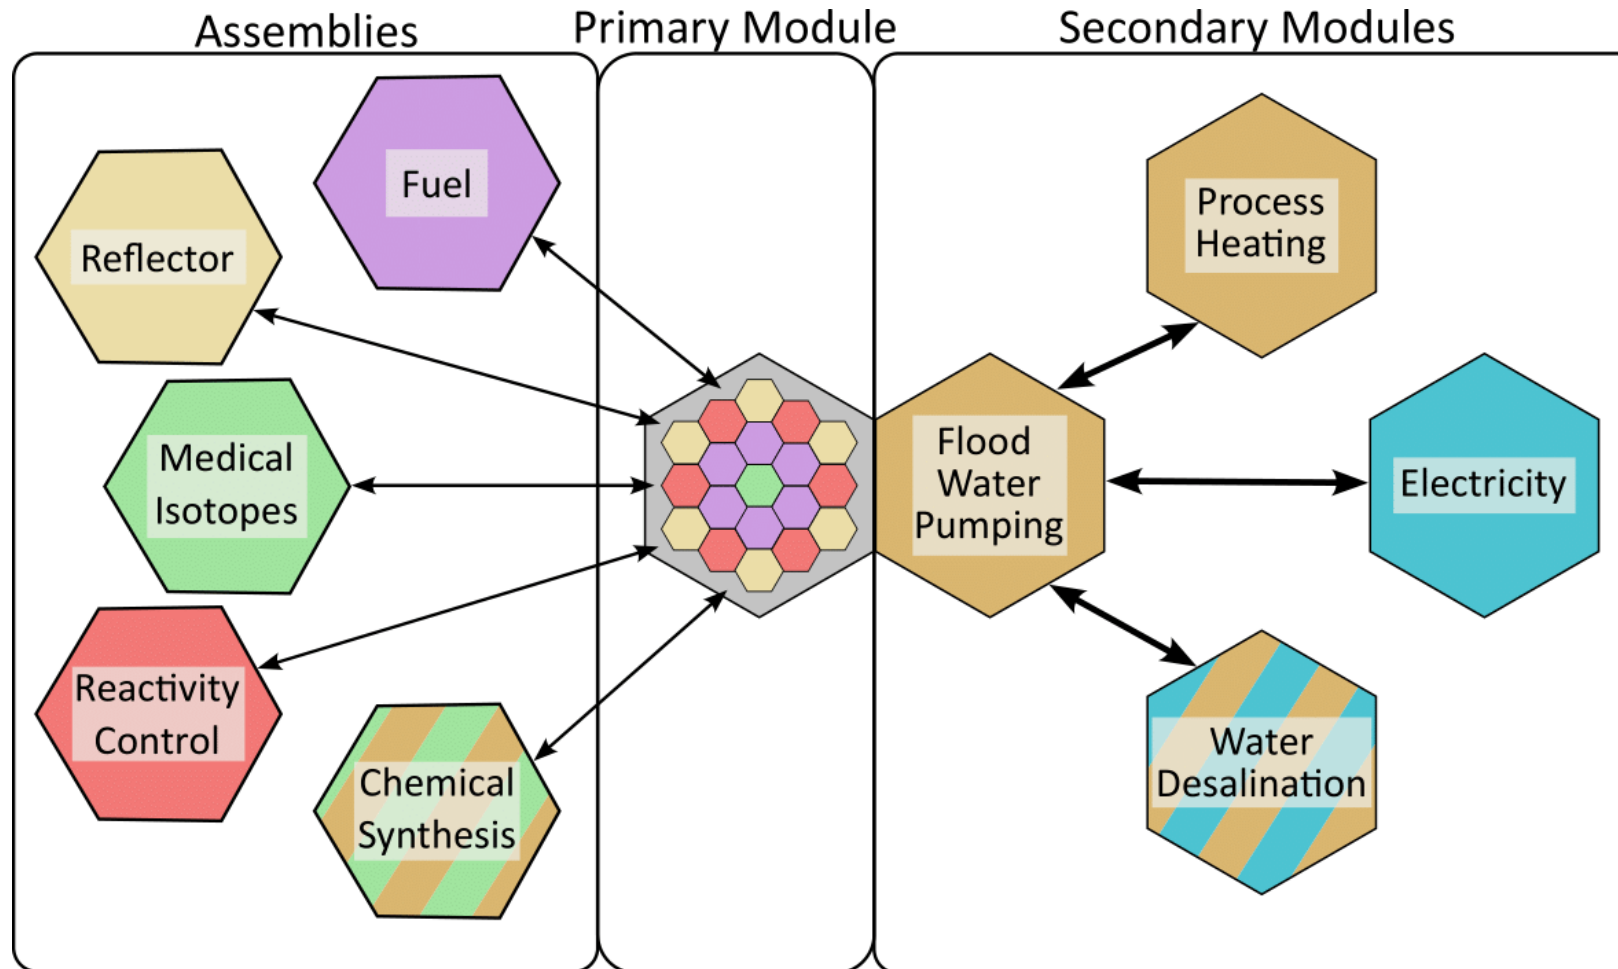 Assemblies
Primary Module
Secondary Modules
Fuel
Reflector
Medical
Isotopes
Reactivity
Control
Chemical
Synthesis
Flood
Water
Pumping
Process
Heating
Electricity
Water
Desalination